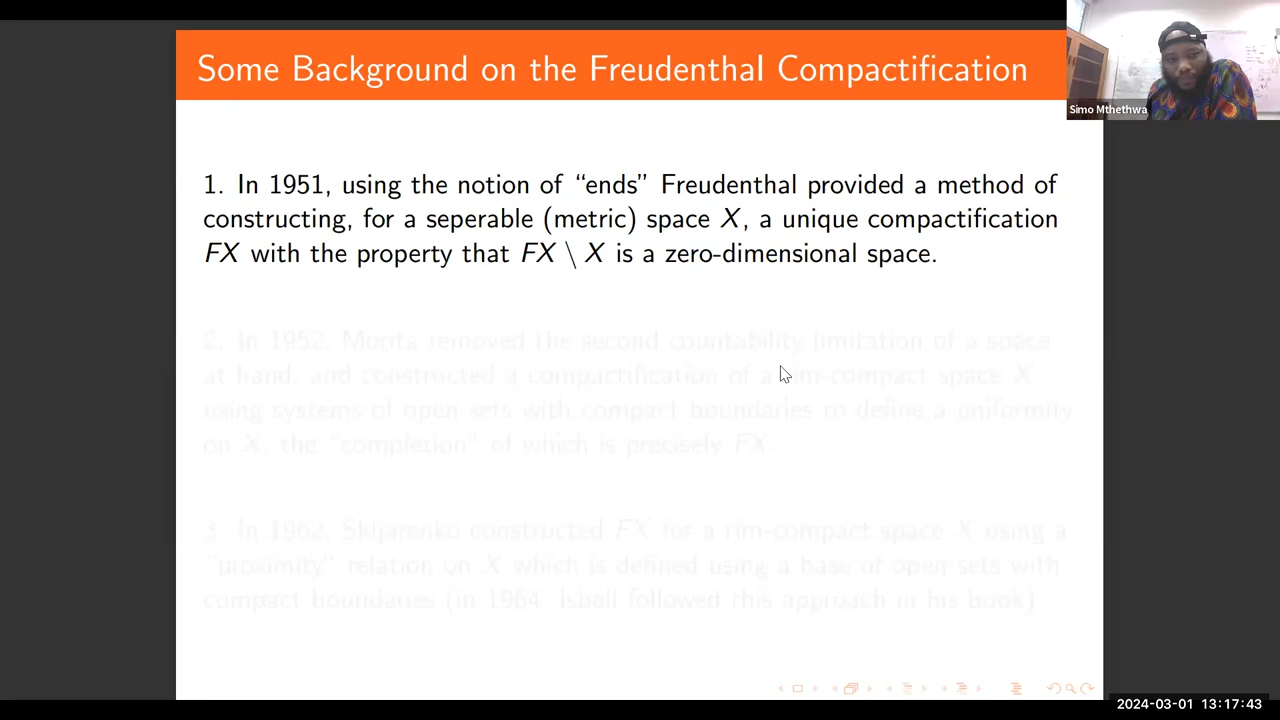 Some Background on the Freudenthal Compactification
Simo Mthethwa
1. In 1951, using the notion of “ends” Freudenthal provided a method of
constructing, for a seperable (metric) space X, a unique compactification
FX with the property that FX \ X is a zero-dimensional space.
2. In 1952, Morita removed the second countability limitation of a space
at hand, and constructed a compactification of a rim-compact space X
using systems of open sets with compact boundaries to define a uniformity
on X, the “completion” of which is precisely FX.
3. In 1962, Skljarenko constructed FX for a rim-compact space X using a
“proximity” relation on X which is defined using a base of open sets with
compact boundaries (in 1964 Isbell followed this approach in his book)
2024-03-01 13:17:43